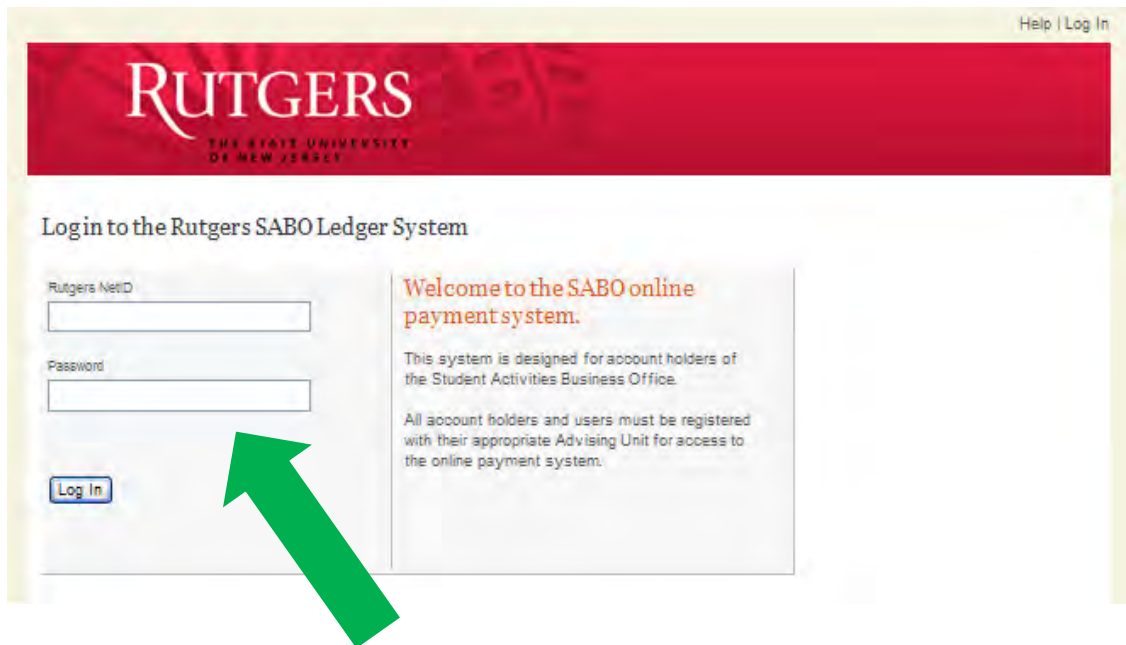 Help | Log In
RUTGERS
THE STATE UNIVERSITY
OF NEW JERSEY
Login to the Rutgers SABO Ledger System
Rutgers NetID
Password
Log In
Welcome to the SABO online
payment system.
This system is designed for account holders of
the Student Activities Business Office.
All account holders and users must be registered
with their appropriate Advising Unit for access to
the online payment system.